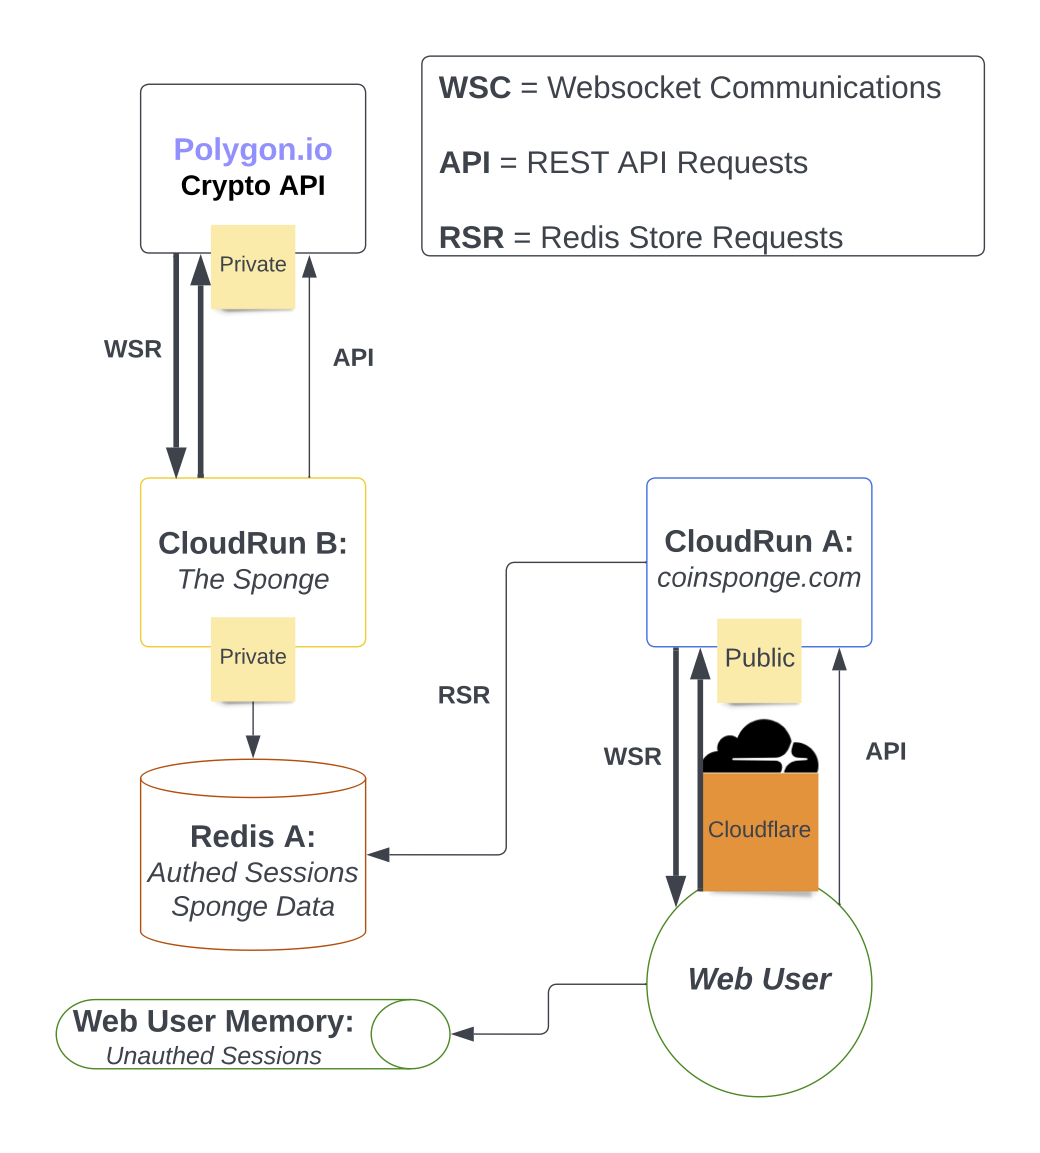 WSC = Websocket Communications
API = REST API Requests
RSR = Redis Store Requests
Polygon.io
Crypto API
Private
WSR
API
CloudRun B:
The Sponge
Private
CloudRun A:
coinsponge.com
Public
RSR
WSR
API
Cloudflare
Redis A:
Authed Sessions
Sponge Data
Web User
Web User Memory:
Unauthed Sessions